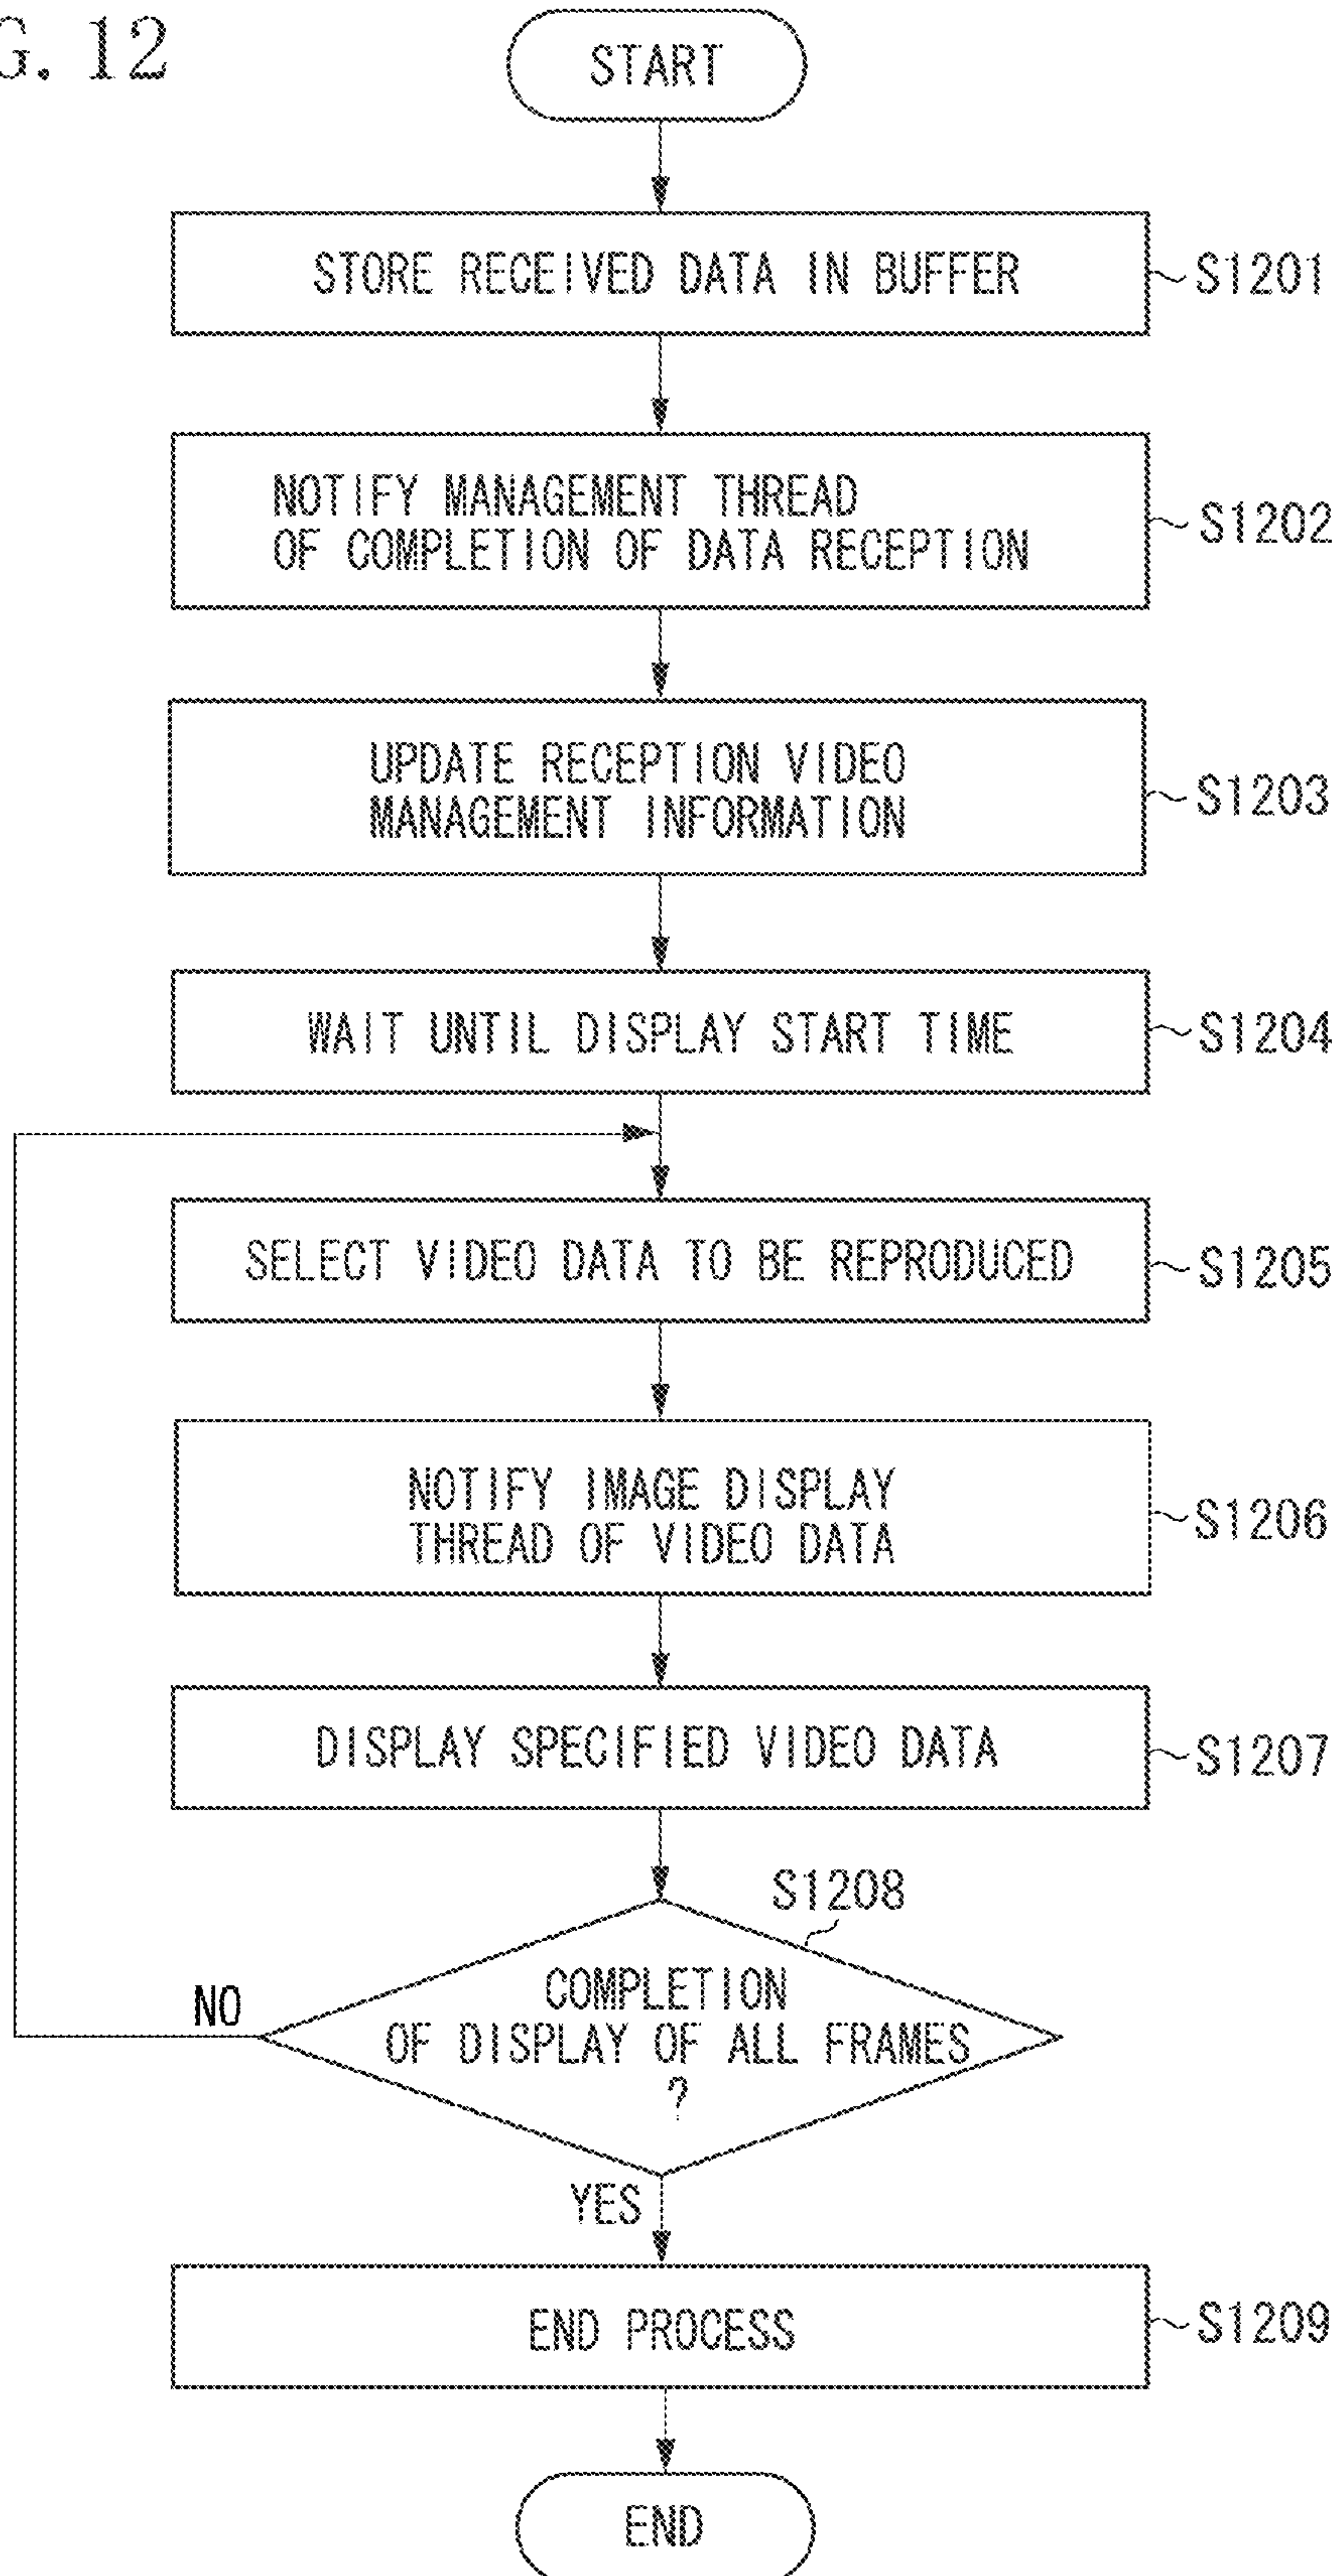 G. 12
START
STORE RECEIVED DATA IN BUFFER
S1201
NOTIFY MANAGEMENT THREAD
OF COMPLETION OF DATA RECEPTION
S1202
UPDATE RECEPTION VIDEO
MANAGEMENT INFORMATION
S1203
WAIT UNTIL DISPLAY START TIME
S1204
SELECT VIDEO DATA TO BE REPRODUCED
S1205
NOTIFY IMAGE DISPLAY
THREAD OF VIDEO DATA
S1206
DISPLAY SPECIFIED VIDEO DATA
S1207
S1208
COMPLETION
OF DISPLAY OF ALL FRAMES
?
NO
YES
END PROCESS
S1209
END